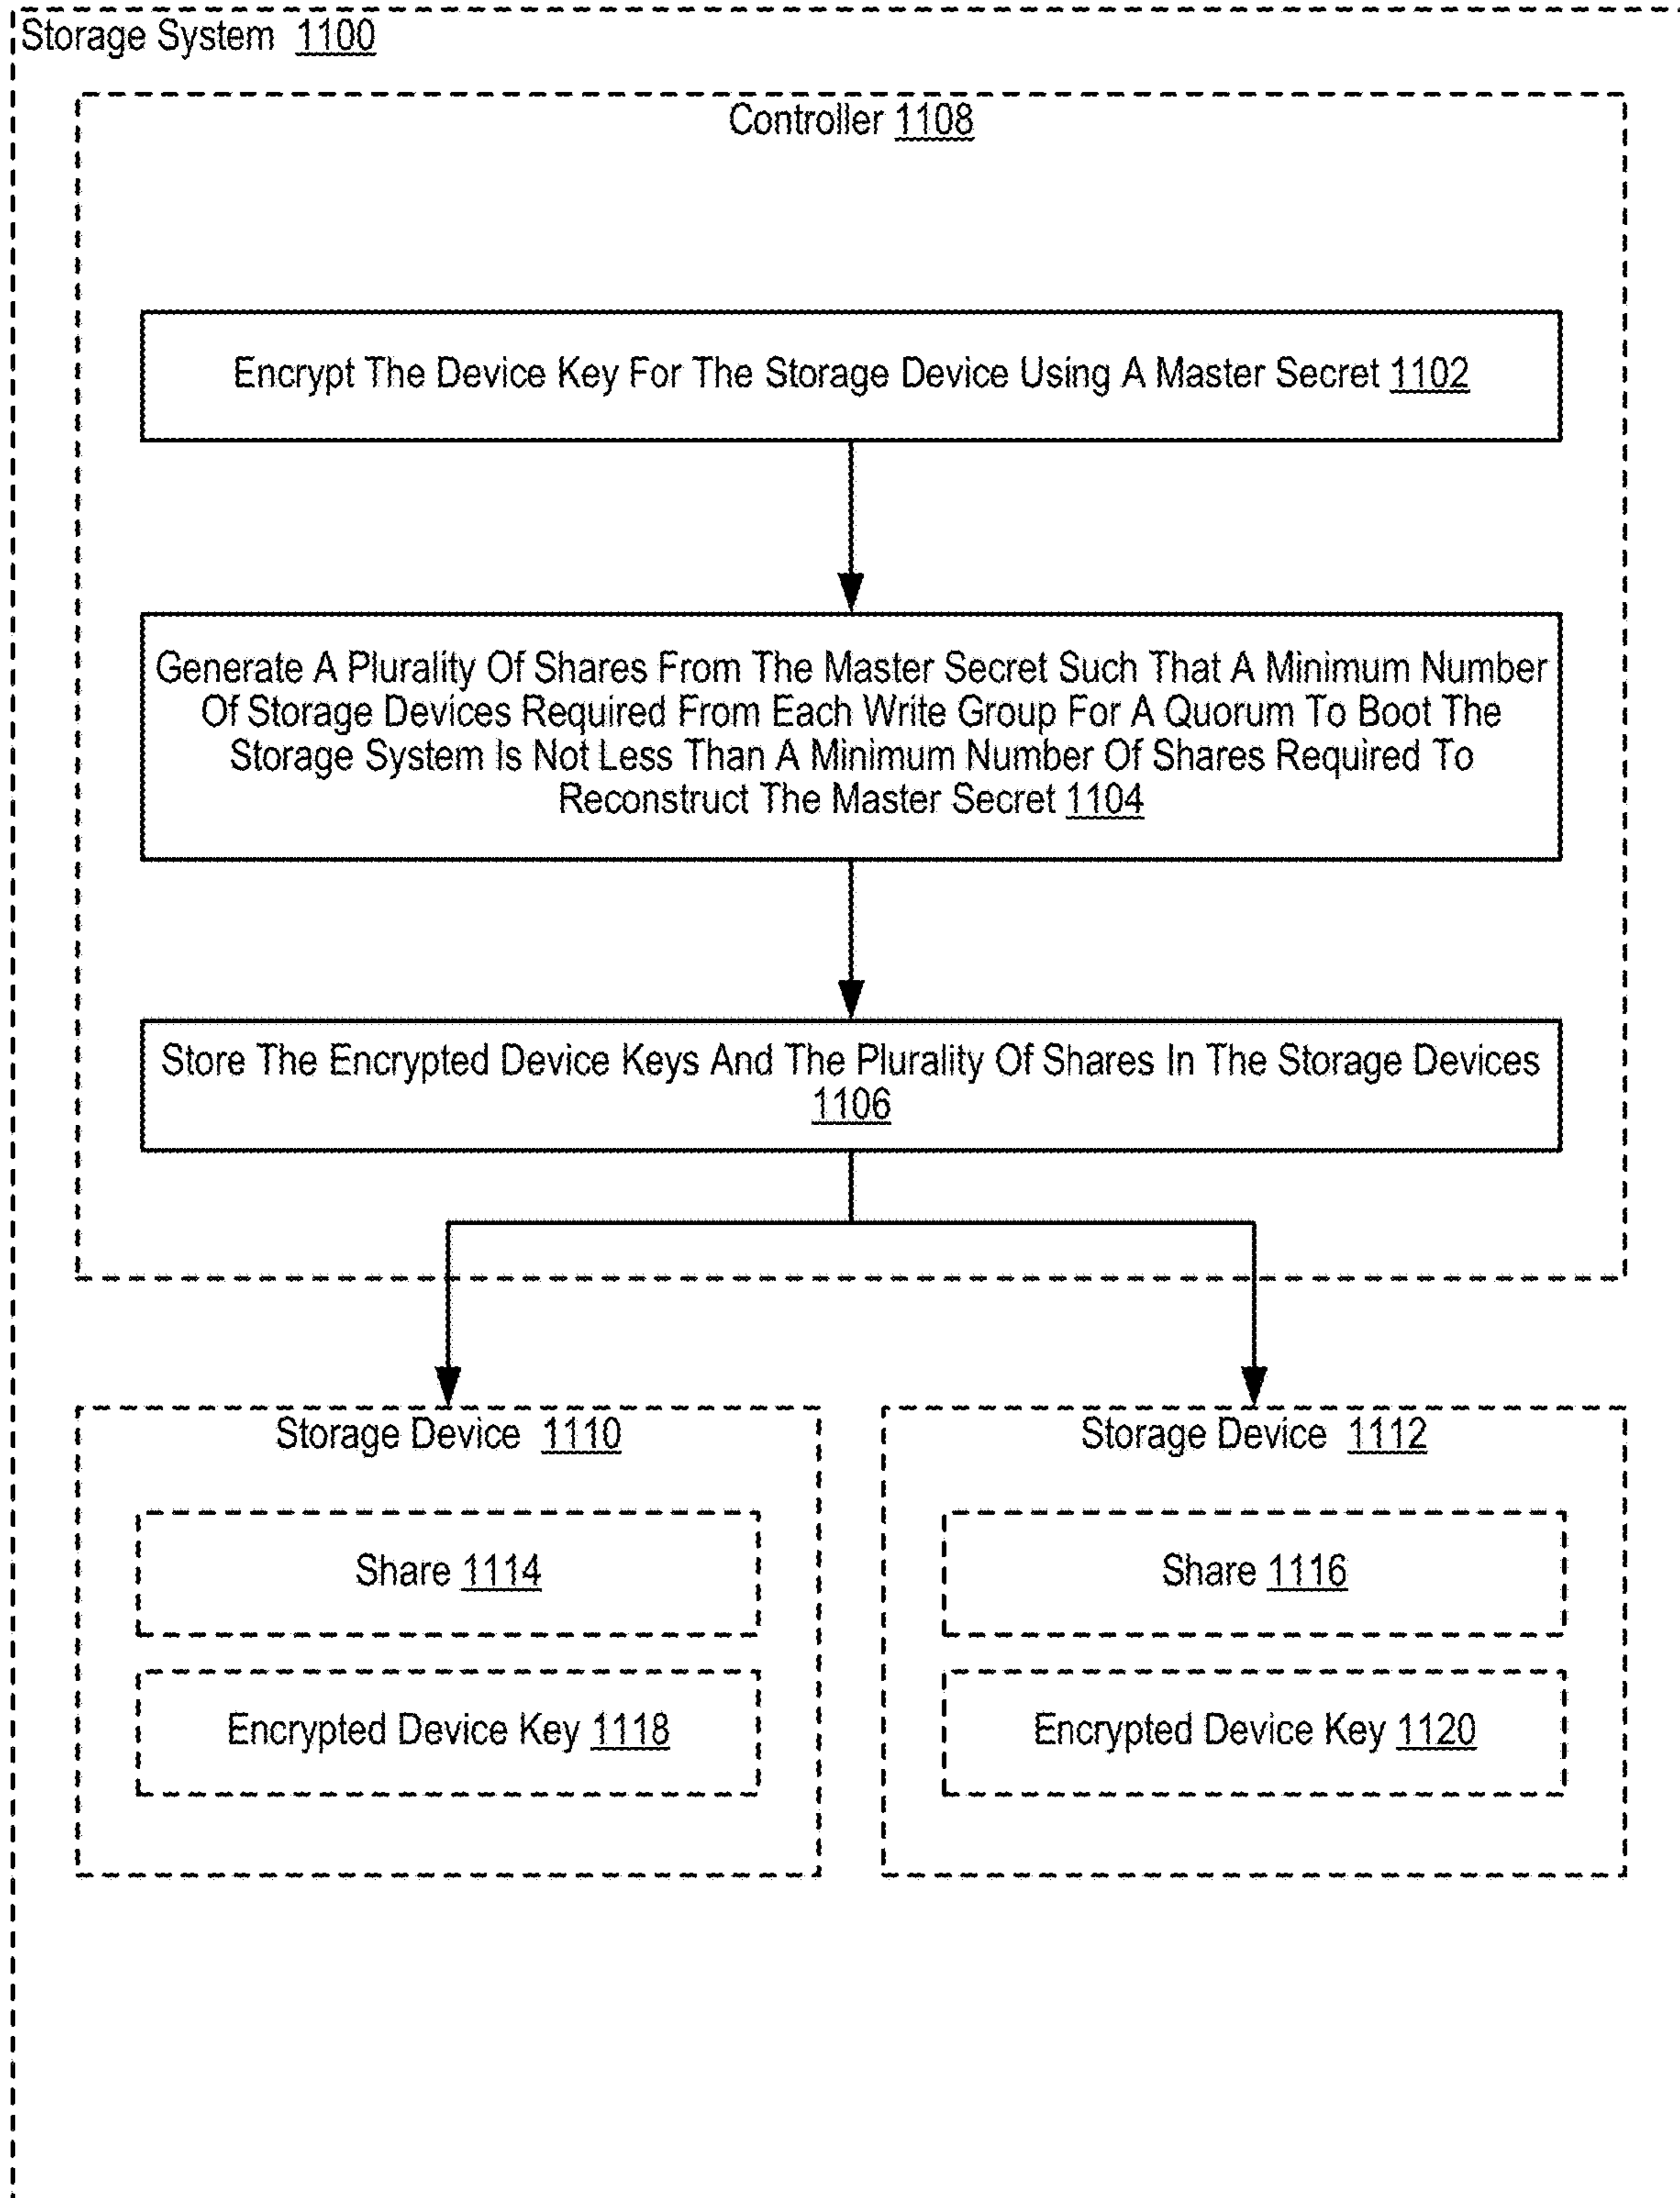 Storage System 1100
Controller 1108
Encrypt The Device Key For The Storage Device Using A Master Secret 1102
Generate A Plurality Of Shares From The Master Secret Such That A Minimum Number
Of Storage Devices Required From Each Write Group For A Quorum To Boot The
Storage System Is Not Less Than A Minimum Number Of Shares Required To
Reconstruct The Master Secret 1104
Store The Encrypted Device Keys And The Plurality Of Shares In The Storage Devices
1106
Storage Device 1110
Share 1114
Encrypted Device Key 1118
Storage Device 1112
Share 1116
Encrypted Device Key 1120